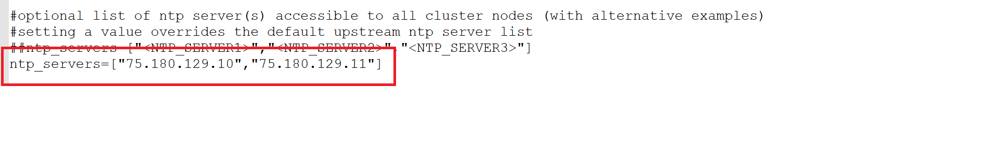 #optional list of ntp server(s) accessible to all cluster nodes (with alternative examples)
#setting a value overrides the default upstream ntp server list
##ntp_servers=["<NTP_SERVER1>","<NTP_SERVER2>","<NTP_SERVER3>"]
ntp_servers=["75.180.129.10","75.180.129.11"]